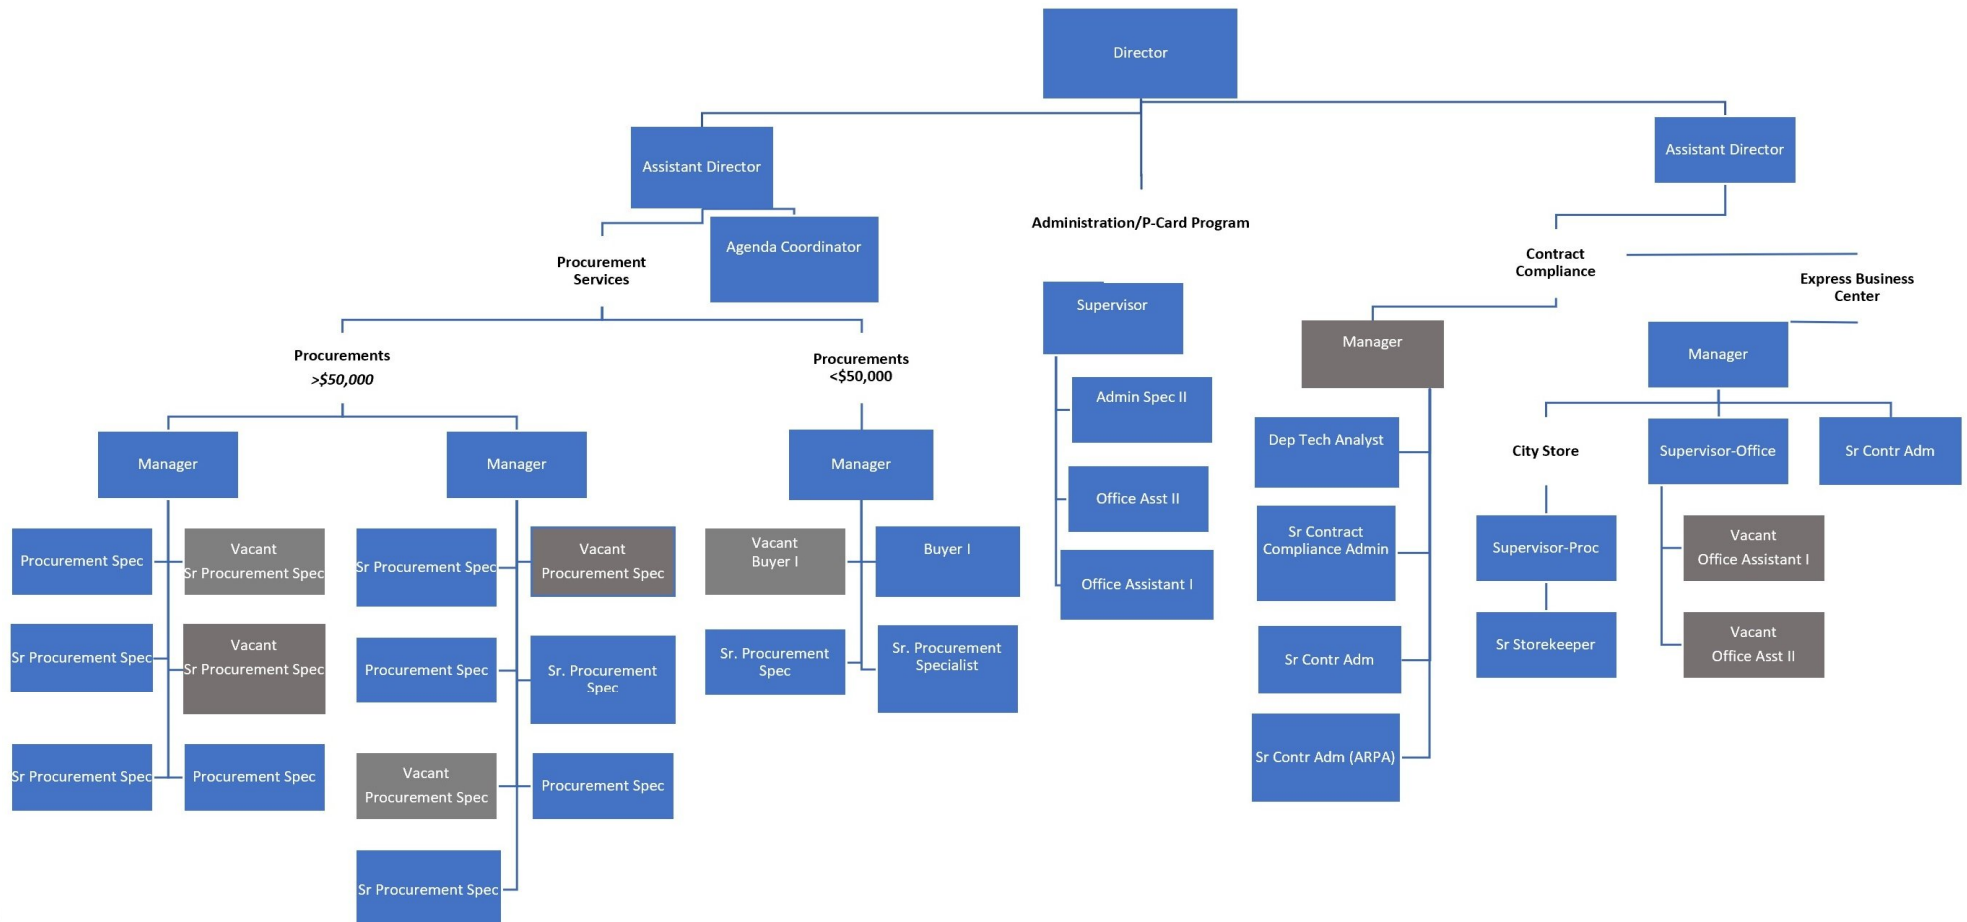 Director
Assistant Director
Assistant Director
Agenda Coordinator
Procurement
Services
Administration/P-Card Program
Contract
Compliance
Express Business
Center
Procurements
>$50,000
Procurements
<$50,000
Supervisor
Manager
Manager
Manager
Manager
Manager
Admin Spec II
Office Asst II
Office Assistant I
Dep Tech Analyst
Sr Contract
Compliance Admin
Sr Contr Adm
Sr Contr Adm (ARPA)
City Store
Supervisor-Office
Sr Contr Adm
Supervisor-Proc
Sr Storekeeper
Vacant
Office Assistant I
Vacant
Office Asst II
Procurement Spec
Vacant
Sr Procurement Spec
Sr Procurement Spec
Vacant
Sr Procurement Spec
Sr Procurement Spec
Procurement Spec
Sr Procurement Spec
Vacant
Procurement Spec
Procurement Spec
Sr. Procurement
Spec
Vacant
Procurement Spec
Procurement Spec
Sr Procurement Spec
Vacant
Buyer I
Buyer I
Sr. Procurement
Spec
Sr. Procurement
Specialist